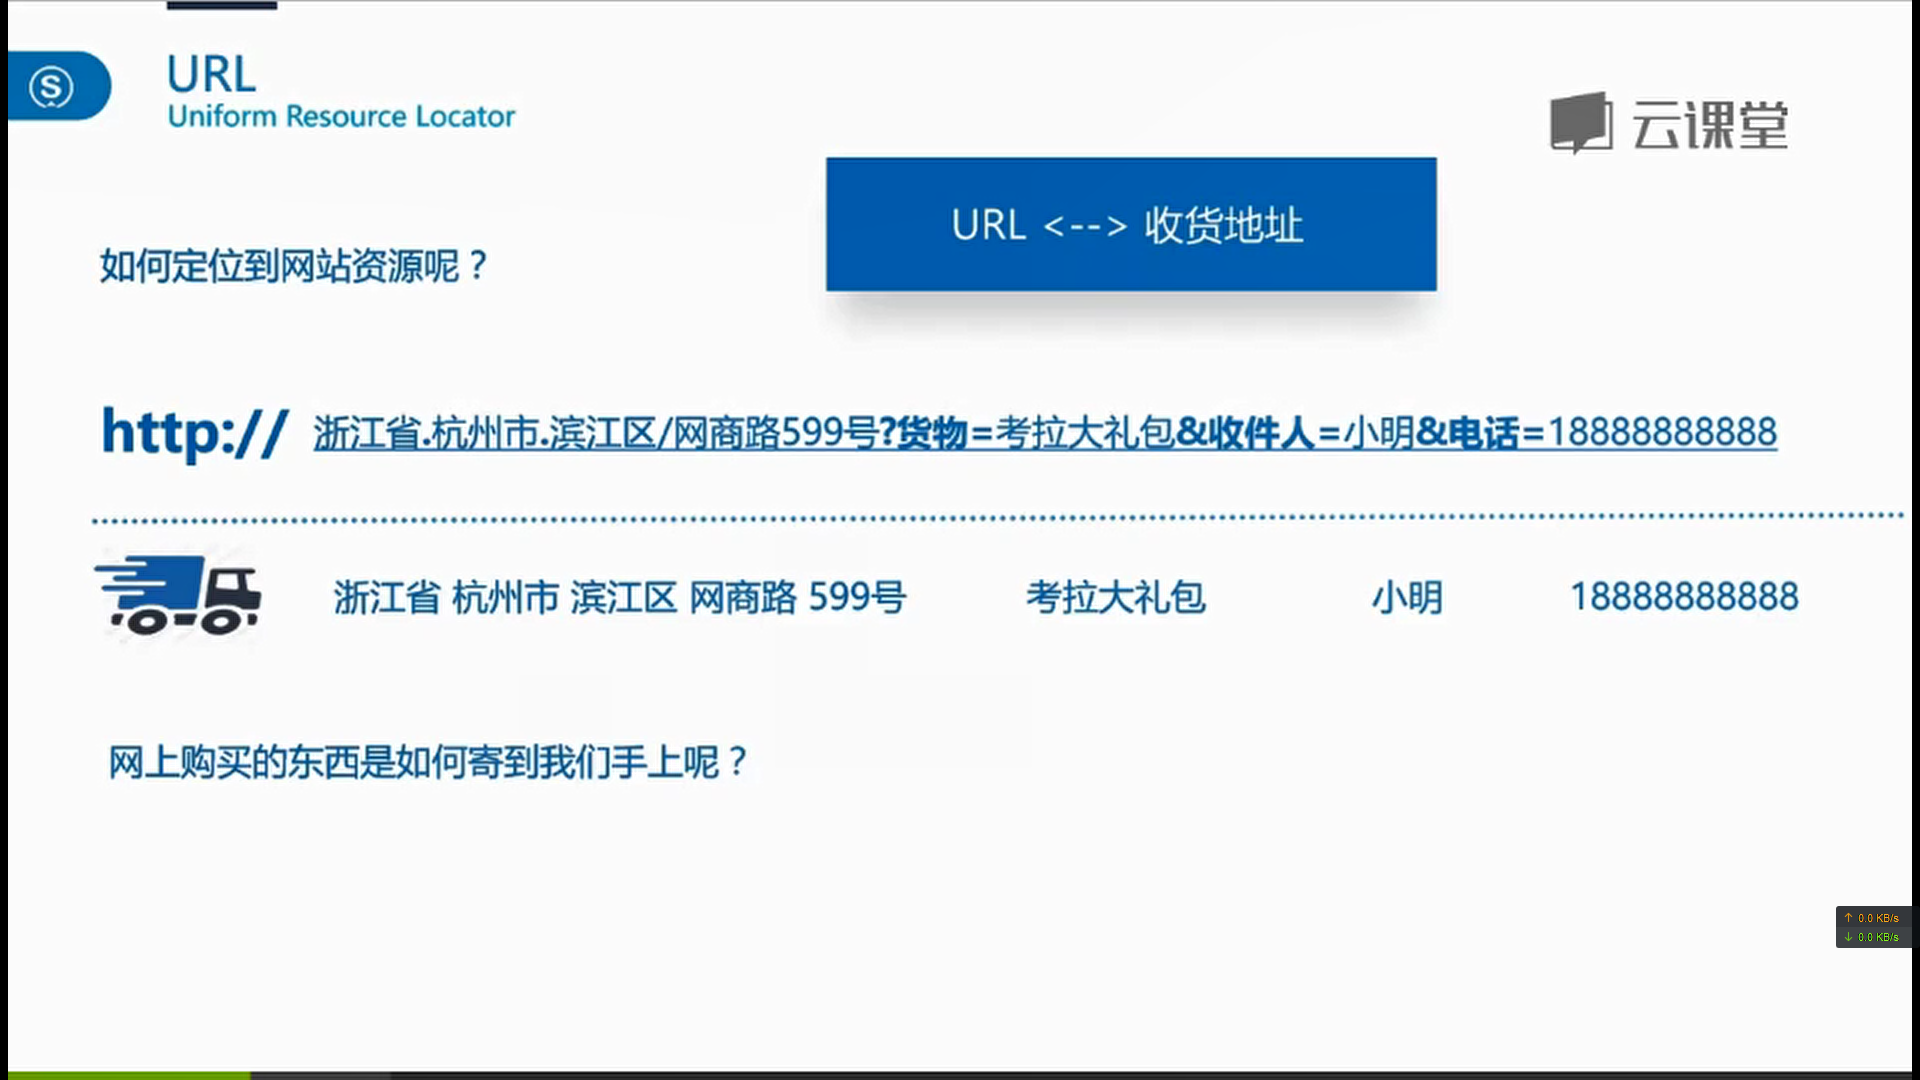 URL
Uniform Resource Locator
云课堂
URL <--> 收货地址
如何定位到网站资源呢？
http:// 浙江省.杭州市.滨江区/网商路599号?货物=考拉大礼包&收件人=小明&电话=18888888888
浙江省 杭州市 滨江区 网商路 599号 考拉大礼包 小明 18888888888
网上购买的东西是如何寄到我们手上呢？
↑ 0.0 KB/s
↓ 0.0 KB/s